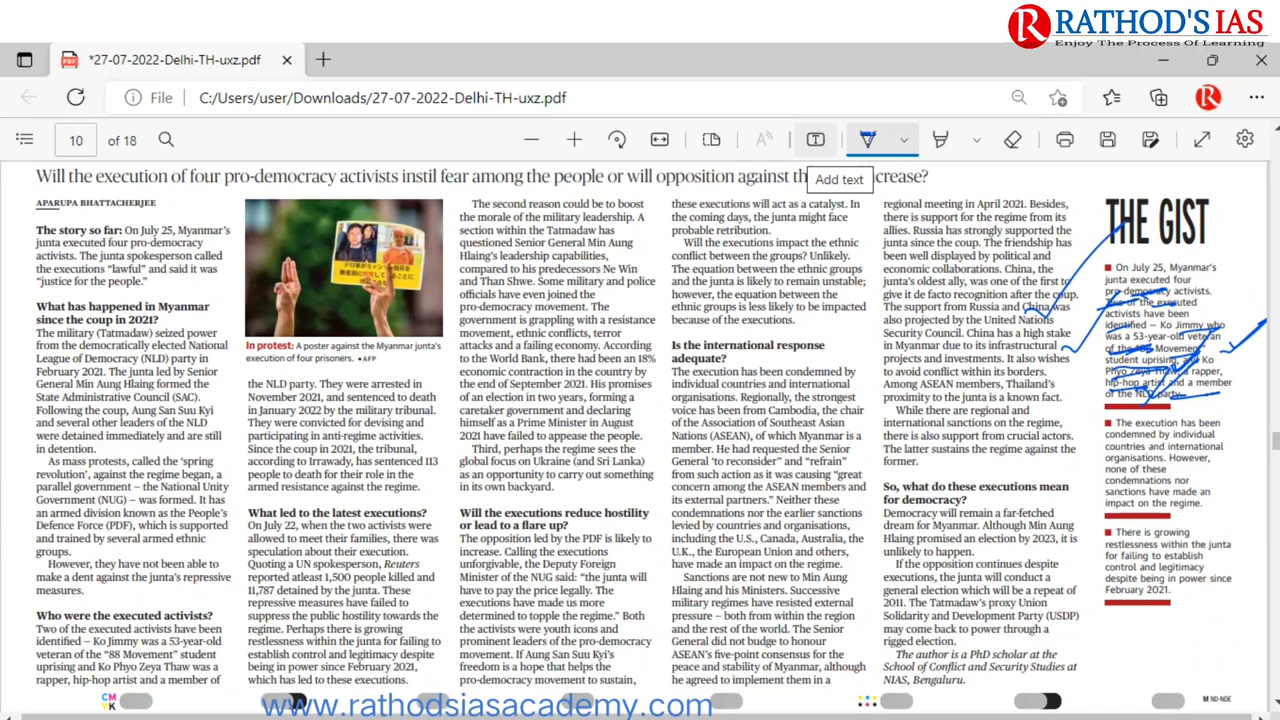 RATHOD'S IAS
Enjoy The Process Of Learning
*27-07-2022-Delhi-TH-uxz.pdf
File
C:/Users/user/Downloads/27-07-2022-Delhi-TH-uxz.pdf
10 of 18
Add text
Will the execution of four pro-democracy activists instil fear among the people or will opposition against th crease?
APARUPA BHATTACHERJEE
The story so far: On July 25, Myanmar's
junta executed four pro-democracy
activists. The junta spokesperson called
the executions “lawful” and said it was
“justice for the people.”
What has happened in Myanmar
since the coup in 2021?
The military (Tatmadaw) seized power
from the democratically elected National
League of Democracy (NLD) party in
February 2021. The junta led by Senior
General Min Aung Hlaing formed the
State Administrative Council (SAC).
Following the coup, Aung San Suu Kyi
and several other leaders of the NLD
were detained immediately and are still
in detention.
As mass protests, called the ‘spring
revolution’, against the regime began, a
parallel government – the National Unity
Government (NUG) – was formed. It has
an armed division known as the People's
Defence Force (PDF), which is supported
and trained by several armed ethnic
groups.
However, they have not been able to
make a dent against the junta's repressive
measures.
Who were the executed activists?
Two of the executed activists have been
identified – Ko Jimmy was a 53-year-old
veteran of the “88 Movement” student
uprising and Ko Phyo Zeya Thaw was a
rapper, hip-hop artist and a member of
In protest: A poster against the Myanmar junta's
execution of four prisoners. • AFP
the NLD party. They were arrested in
November 2021, and sentenced to death
in January 2022 by the military tribunal.
They were convicted for devising and
participating in anti-regime activities.
Since the coup in 2021, the tribunal,
according to Irrawady, has sentenced 113
people to death for their role in the
armed resistance against the regime.
What led to the latest executions?
On July 22, when the two activists were
allowed to meet their families, there was
speculation about their execution.
Quoting a UN spokesperson, Reuters
reported atleast 1,500 people killed and
11,787 detained by the junta. These
repressive measures have failed to
suppress the public hostility towards the
regime. Perhaps there is growing
restlessness within the junta for failing to
establish control and legitimacy despite
being in power since February 2021,
which has led to these executions.
The second reason could be to boost
the morale of the military leadership. A
section within the Tatmadaw has
questioned Senior General Min Aung
Hlaing's leadership capabilities,
compared to his predecessors Ne Win
and Than Shwe. Some military and police
officials have even joined the
pro-democracy movement. The
government is grappling with a resistance
movement, ethnic conflicts, terror
attacks and a failing economy. According
to the World Bank, there had been an 18%
economic contraction in the country by
the end of September 2021. His promises
of an election in two years, forming a
caretaker government and declaring
himself as a Prime Minister in August
2021 have failed to appease the people.
Third, perhaps the regime sees the
global focus on Ukraine (and Sri Lanka)
as an opportunity to carry out something
in its own backyard.
Will the executions reduce hostility
or lead to a flare up?
The opposition led by the PDF is likely to
increase. Calling the executions
unforgivable, the Deputy Foreign
Minister of the NUG said: “the junta will
have to pay the price legally. The
executions have made us more
determined to topple the regime.” Both
the activists were youth icons and
prominent leaders of the pro-democracy
movement. If Aung San Suu Kyi's
freedom is a hope that helps the
pro-democracy movement to sustain,
these executions will act as a catalyst. In
the coming days, the junta might face
probable retribution.
Will the executions impact the ethnic
conflict between the groups? Unlikely.
The equation between the ethnic groups
and the junta is likely to remain unstable;
however, the equation between the
ethnic groups is less likely to be impacted
because of the executions.
Is the international response
adequate?
The execution has been condemned by
individual countries and international
organisations. Regionally, the strongest
voice has been from Cambodia, the chair
of the Association of Southeast Asian
Nations (ASEAN), of which Myanmar is a
member. He had requested the Senior
General ‘to reconsider” and “refrain”
from such action as it was causing “great
concern among the ASEAN members and
its external partners.” Neither these
condemnations nor the earlier sanctions
levied by countries and organisations,
including the U.S., Canada, Australia, the
U.K., the European Union and others,
have made an impact on the regime.
Sanctions are not new to Min Aung
Hlaing and his Ministers. Successive
military regimes have resisted external
pressure – both from within the region
and the rest of the world. The Senior
General did not budge to honour
ASEAN's five-point consensus for the
peace and stability of Myanmar, although
he agreed to implement them in a
regional meeting in April 2021. Besides,
there is support for the regime from its
allies. Russia has strongly supported the
junta since the coup. The friendship has
been well displayed by political and
economic collaborations. China, the
junta's oldest ally, was one of the first to
give it de facto recognition after the coup.
The support from Russia and China was
also projected by the United Nations
Security Council. China has a high stake
in Myanmar due to its infrastructural
projects and investments. It also wishes
to avoid conflict within its borders.
Among ASEAN members, Thailand's
proximity to the junta is a known fact.
While there are regional and
international sanctions on the regime,
there is also support from crucial actors.
The latter sustains the regime against the
former.
So, what do these executions mean
for democracy?
Democracy will remain a far-fetched
dream for Myanmar. Although Min Aung
Hlaing promised an election by 2023, it is
unlikely to happen.
If the opposition continues despite
executions, the junta will conduct a
general election which will be a repeat of
2011. The Tatmadaw's proxy Union
Solidarity and Development Party (USDP)
may come back to power through a
rigged election.
The author is a PhD scholar at the
School of Conflict and Security Studies at
NIAS, Bengaluru.
THE GIST
On July 25, Myanmar's
junta executed four
pro-democracy activists.
Two of the executed
activists have been
identified – Ko Jimmy who
was a 53-year-old veteran
of the “88 Movement”
student uprising, and Ko
Phyo Zeya Thaw a rapper,
hip-hop artist and a member
of the NLD party.
The execution has been
condemned by individual
countries and international
organisations. However,
none of these
condemnations nor
sanctions have made an
impact on the regime.
There is growing
restlessness within the junta
for failing to establish
control and legitimacy
despite being in power since
February 2021.
CM
YK
M ND-NDE
www.rathodsiasacademy.com